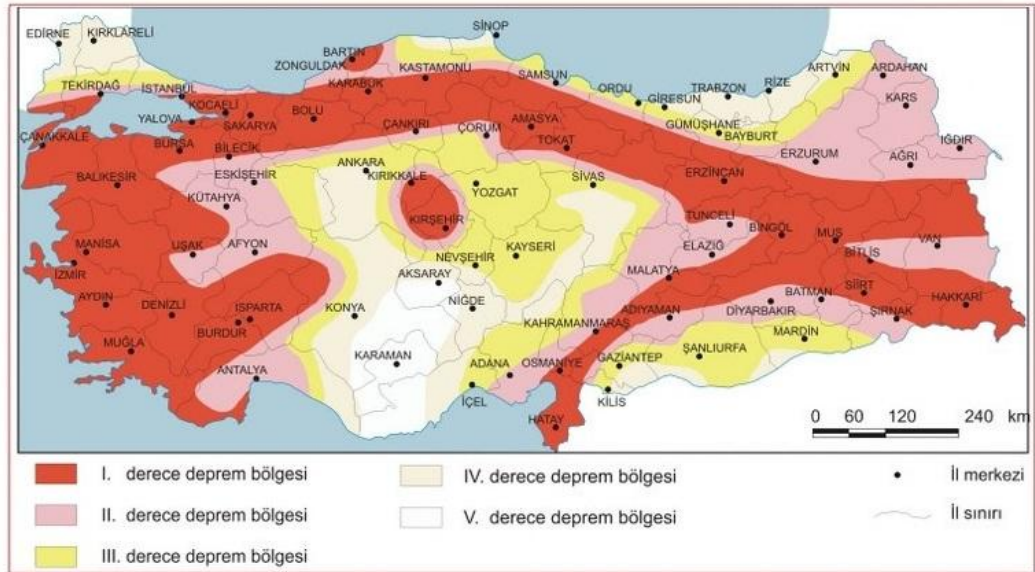 SİNOP
EDİRNE
KIRKLARELİ
BARTIN
ZONGULDAK
KASTAMONU
ARTVİN
ARDAHAN
TEKİRDAĞ
İSTANBUL
KARABÜK
SAMSUN
ORDU
GİRESUN
TRABZON
RİZE
KOCAELİ
BOLU
KARS
YALOVA
SAKARYA
ÇANKIRI
ÇORUM
AMASYA
TOKAT
GÜMÜŞHANE
BAYBURT
ÇANAKKALE
BURSA
BİLECİK
IĞDIR
ERZURUM
AĞRI
ANKARA
KIRIKKALE
ESKİŞEHİR
BALIKESİR
YOZGAT
SİVAS
ERZİNCAN
KÜTAHYA
KIRŞEHİR
TUNCELİ
BİNGÖL
MUŞ
VAN
MANİSA
UŞAK
AFYON
KAYSERİ
NEVŞEHİR
ELAZIĞ
BİTLİS
İZMİR
AKSARAY
MALATYA
AYDIN
DENİZLİ
ISPARTA
KONYA
NİĞDE
ADIYAMAN
DİYARBAKIR
BATMAN
SİİRT
HAKKARİ
BURDUR
KAHRAMANMARAŞ
ŞIRNAK
MUĞLA
KARAMAN
ADANA
OSMANİYE
GAZİANTEP
ŞANLIURFA
MARDİN
ANTALYA
İÇEL
KİLİS
HATAY
0 60 120 240 km
I. derece deprem bölgesi
II. derece deprem bölgesi
III. derece deprem bölgesi
IV. derece deprem bölgesi
V. derece deprem bölgesi
İl merkezi
İl sınırı